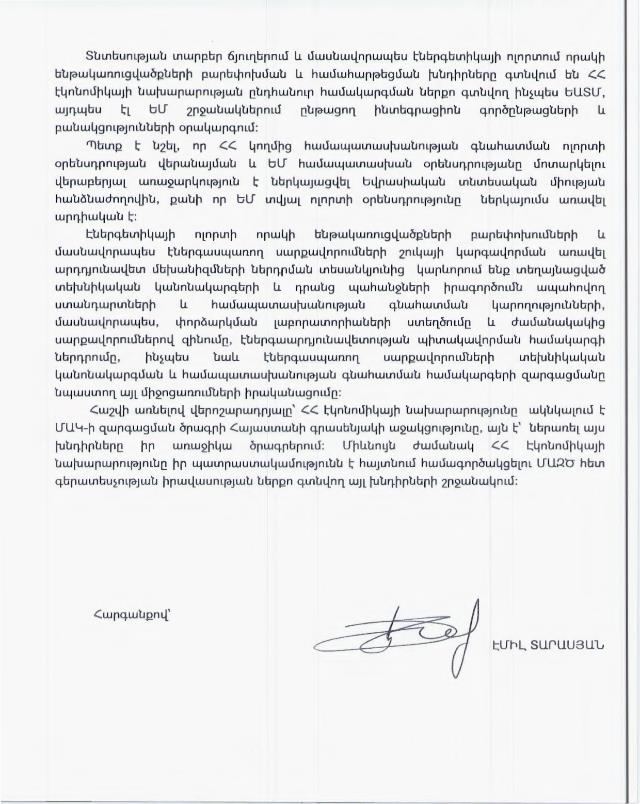 Տնտեսության տարբեր ճյուղերում և մասնավորապես էներգետիկայի ոլորտում որակի
ենթակառուցվածքների բարեփոխման և համահարթեցման խնդիրները գտնվում են ՀՀ
էկոնոմիկայի նախարարության ընդհանուր համակարգման ներքո գտնվող ինչպես ԵԱՏՄ,
այդպես էլ ԵՄ շրջանակներում ընթացող ինտեգրացիոն գործընթացների և
բանակցությունների օրակարգում:
Պետք է նշել, որ ՀՀ կողմից համապատասխանության գնահատման ոլորտի
օրենսդրության վերանայման և ԵՄ համապատասխան օրենսդրությանը մոտարկելու
վերաբերյալ առաջարկություն է ներկայացվել Եվրասիական տնտեսական միության
հանձնաժողովին, քանի որ ԵՄ տվյալ ոլորտի օրենսդրությունը ներկայումս առավել
արդիական է:
Էներգետիկայի ոլորտի որակի ենթակառուցվածքների բարեփոխումների և
մասնավորապես էներգասպառող սարքավորումների շուկայի կարգավորման առավել
արդդյունավետ մեխանիզմների ներդրման տեսանկյունից կարևորում ենք տեղայնացված
տեխնիկական կանոնակարգերի և դրանց պահանջների իրագործումն ապահովող
ստանդարտների և համապատասխանության գնահատման կարողությունների,
մասնավորապես, փորձարկման լաբորատորիաների ստեղծումը և ժամանակակից
սարքավորումներով զինումը, էներգաարդյունավետության պիտակավորման համակարգի
ներդրումը, ինչպես նաև էներգասպառող սարքավորումների տեխնիկական
կանոնակարգման և համապատասխանության գնահատման համակարգերի զարգացմանը
նպաստող այլ միջոցառումների իրականացումը:
Հաշվի առնելով վերոշարադրյալը՝ ՀՀ էկոնոմիկայի նախարարությունը ակնկալում է
ՄԱԿ-ի զարգացման ծրագրի Հայաստանի գրասենյակի աջակցությունը, այն է՝ ներառել այս
խնդիրները իր առաջիկա ծրագրերում: Միևնույն ժամանակ ՀՀ Էկոնոմիկայի
նախարարությունը իր պատրաստակամությունն է հայտնում համագործակցելու ՄԱԶԾ հետ
գերատեսչության իրավասության ներքո գտնվող այլ խնդիրների շրջանակում:
Հարգանքով՝
ԷՄԻԼ ՏԱՐԱՍՅԱՆ